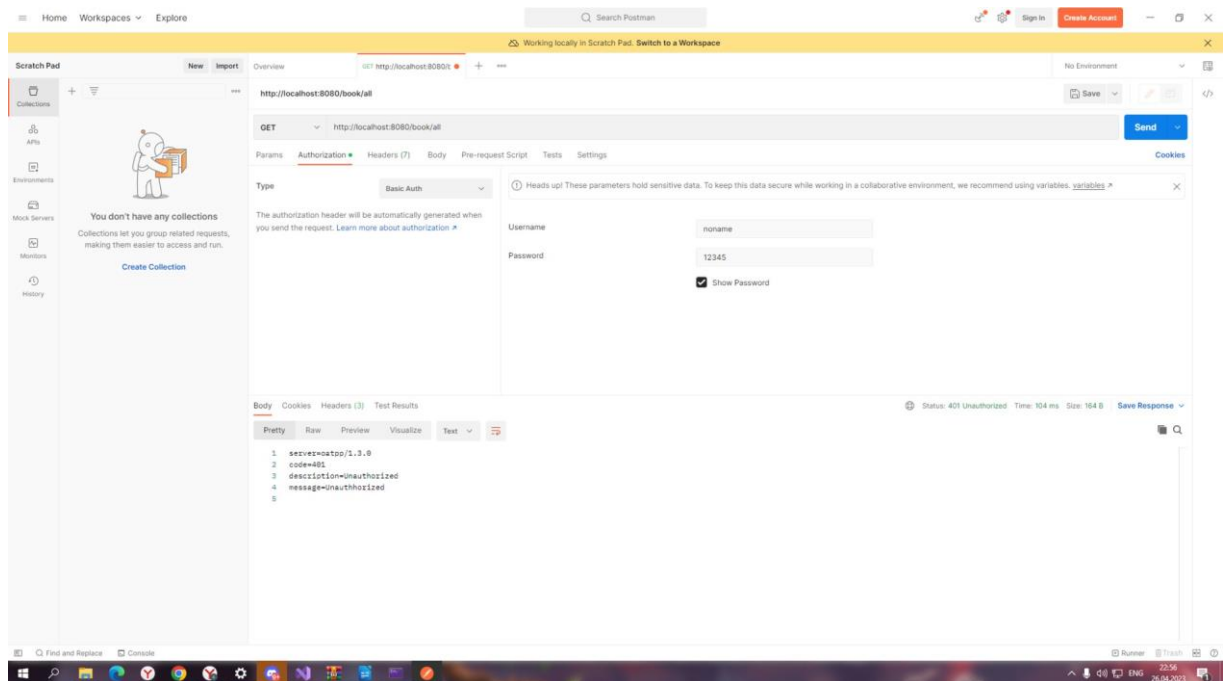 Home Workspaces Explore Search Postman Sign In Create Account
Working locally in Scratch Pad. Switch to a Workspace
Scratch Pad New Import Overview GET http://localhost:8080/b No Environment
Collections
http://localhost:8080/book/all Save
APIs
GET http://localhost:8080/book/all Send
Environments
Params Authorization Headers (7) Body Pre-request Script Tests Settings Cookies
Type Basic Auth Heads up! These parameters hold sensitive data. To keep this data secure while working in a collaborative environment, we recommend using variables. variables
Mock Servers
You don't have any collections
Collections let you group related requests,
making them easier to access and run.
Create Collection
The authorization header will be automatically generated when
you send the request. Learn more about authorization
Username noname
Monitors
Password 12345
Show Password
History
Body Cookies Headers (3) Test Results Status: 401 Unauthorized Time: 104 ms Size: 164 B Save Response
Pretty Raw Preview Visualize Text
1 server=oatpp/1.3.0
2 code=401
3 description=Unauthorized
4 message=Unauthhorized
5
Find and Replace Console Runner Trash
ENG 22:56
26.04.2023